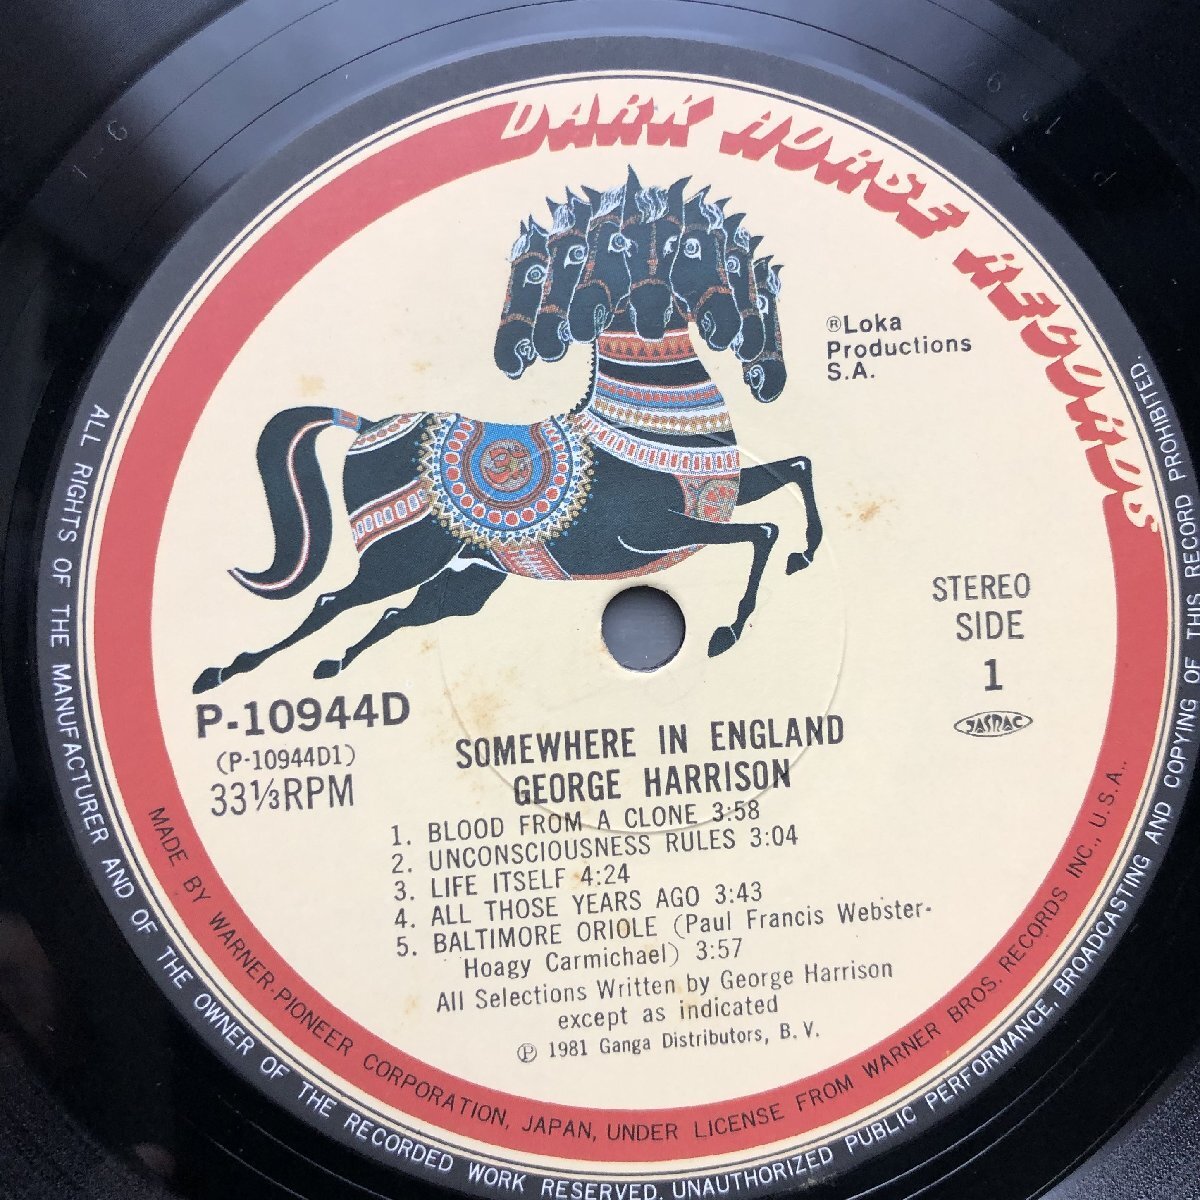 DARK HORSE RECORDS
®Loka
Productions
S.A.
STEREO
SIDE
1
JASRAC
P-10944D
(P-10944D1)
33⅓RPM
SOMEWHERE IN ENGLAND
GEORGE HARRISON
1. BLOOD FROM A CLONE 3:58
2. UNCONSCIOUSNESS RULES 3:04
3. LIFE ITSELF 4:24
4. ALL THOSE YEARS AGO 3:43
5. BALTIMORE ORIOLE (Paul Francis Webster-
Hoagy Carmichael) 3:57
All Selections Written by George Harrison
except as indicated
℗ 1981 Ganga Distributors, B.V.
MADE BY WARNER-PIONEER CORPORATION, JAPAN, UNDER LICENSE FROM WARNER BROS. RECORDS INC., U.S.A..
ALL RIGHTS OF THE MANUFACTURER AND OF THE OWNER OF THE RECORDED WORK RESERVED. UNAUTHORIZED PUBLIC PERFORMANCE, BROADCASTING AND COPYING OF THIS RECORD PROHIBITED.